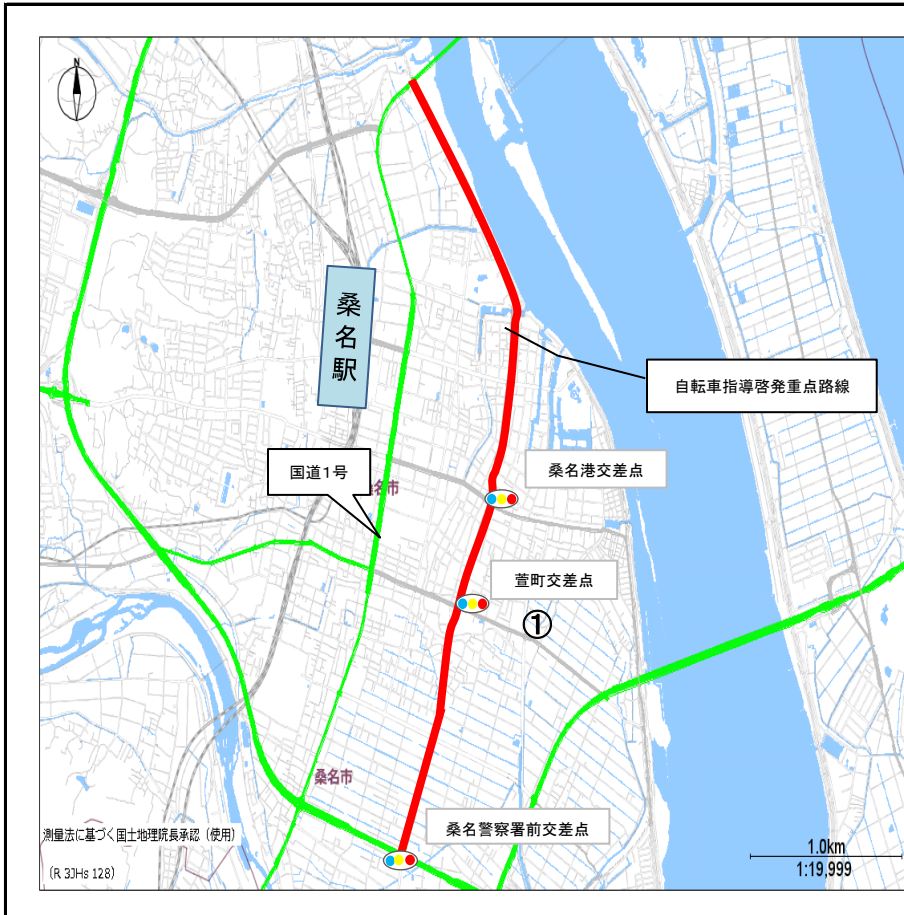 N
桑名駅
自転車指導啓発重点路線
国道1号
桑名市
桑名港交差点
萱町交差点
①
桑名市
桑名警察署前交差点
測量法に基づく国土地理院長承認（使用）
（R 3JHs 128）
1.0km
1:19,999